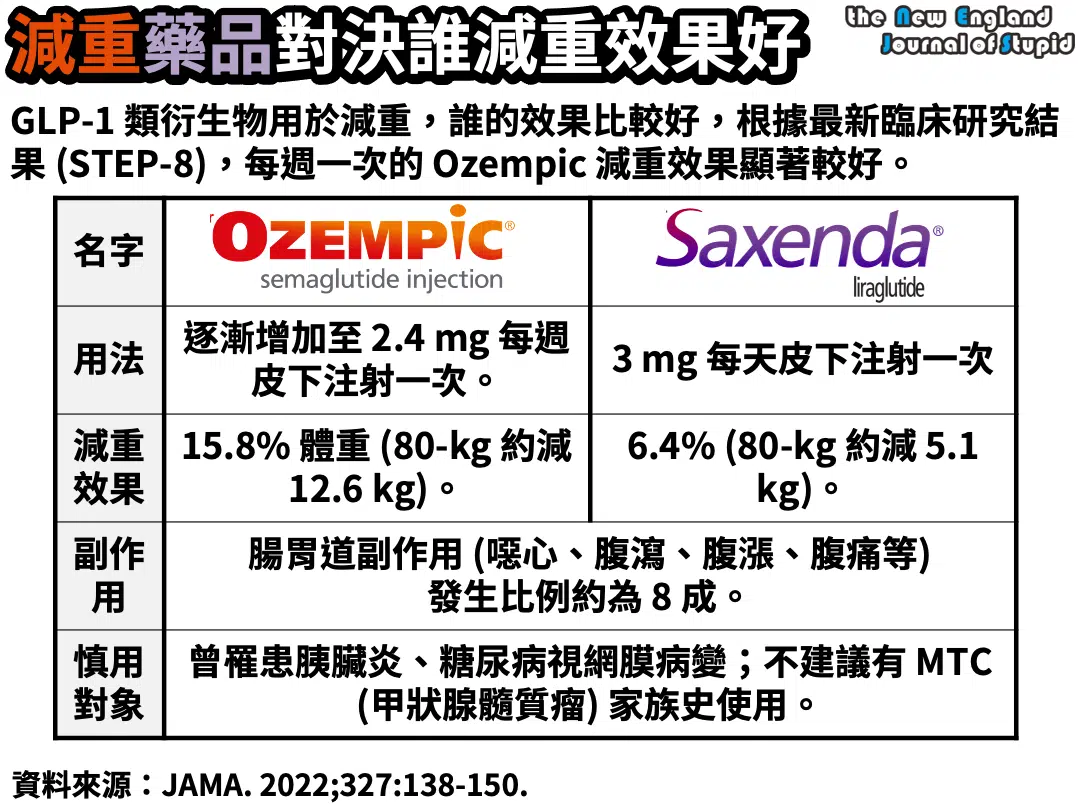 減重藥品對決誰減重效果好
the New England
Journal of Stupid
GLP-1 類衍生物用於減重，誰的效果比較好，根據最新臨床研究結
果 (STEP-8)，每週一次的 Ozempic 減重效果顯著較好。
名字
OZEMPIC®
semaglutide injection
Saxenda®
liraglutide
用法
逐漸增加至 2.4 mg 每週
皮下注射一次。
3 mg 每天皮下注射一次
減重
效果
15.8% 體重 (80-kg 約減
12.6 kg)。
6.4% (80-kg 約減 5.1
kg)。
副作
用
腸胃道副作用 (噁心、腹瀉、腹漲、腹痛等)
發生比例約為 8 成。
慎用
對象
曾罹患胰臟炎、糖尿病視網膜病變；不建議有 MTC
(甲狀腺髓質瘤) 家族史使用。
資料來源：JAMA. 2022;327:138-150.